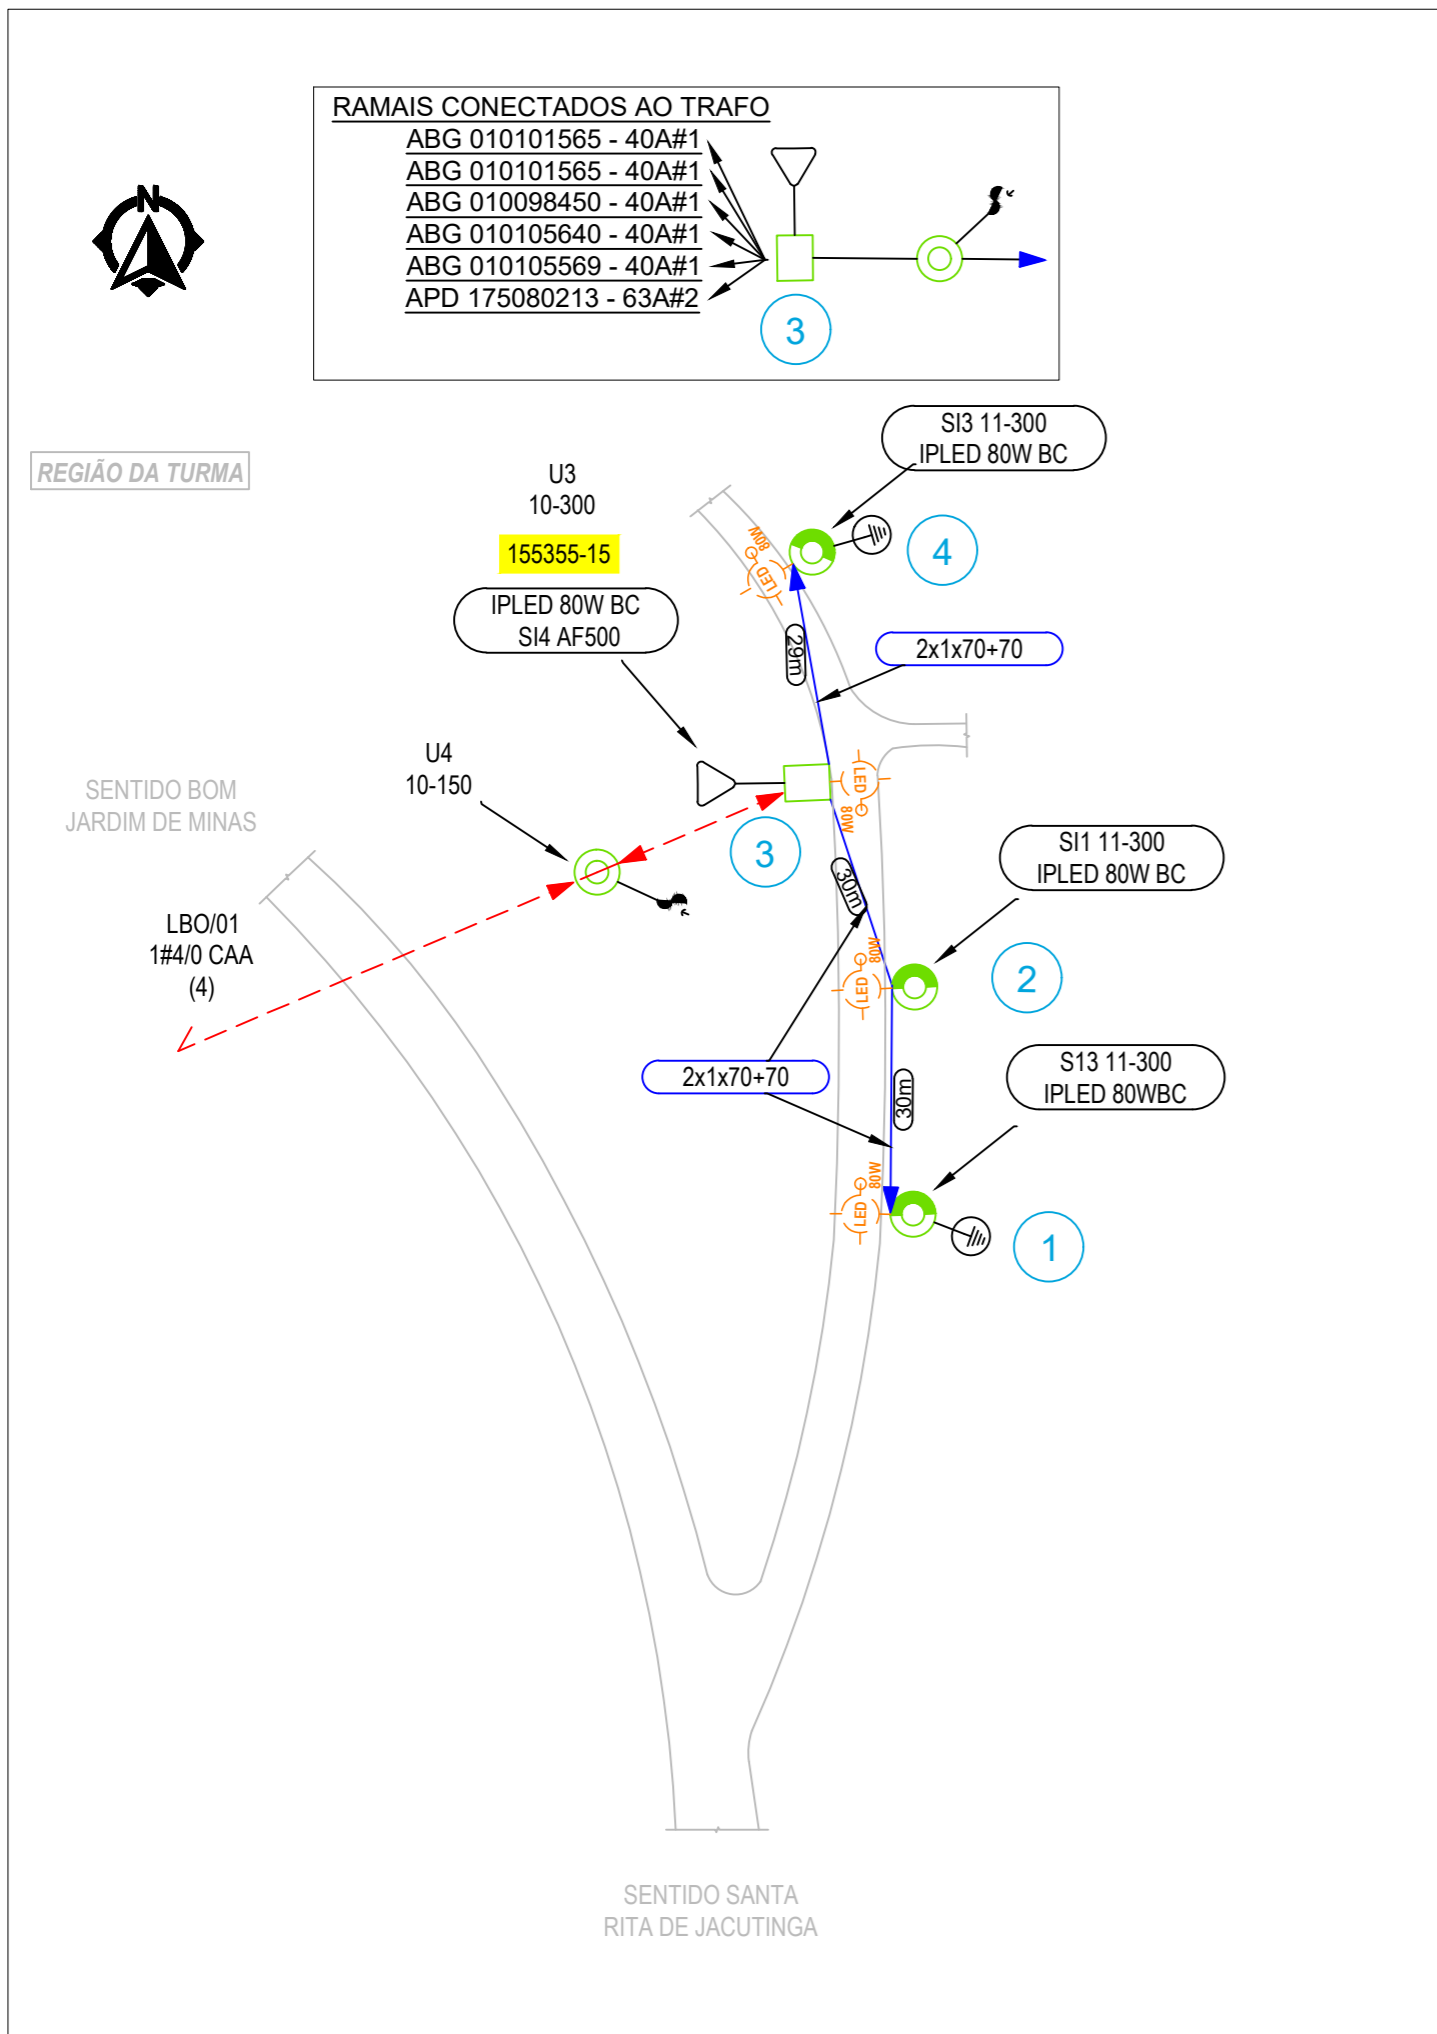 RAMAIS CONECTADOS AO TRAFO
ABG 010101565 - 40A#1
ABG 010101565 - 40A#1
ABG 010098450 - 40A#1
ABG 010105640 - 40A#1
ABG 010105569 - 40A#1
APD 175080213 - 63A#2
3
N
REGIÃO DA TURMA
SI3 11-300
IPLED 80W BC
U3
10-300
155355-15
IPLED 80W BC
SI4 AF500
80W
LED
4
29m
2x1x70+70
U4
10-150
SENTIDO BOM
JARDIM DE MINAS
LED
80W
3
SI1 11-300
IPLED 80W BC
30m
LBO/01
1#4/0 CAA
(4)
80W
LED
2
2x1x70+70
30m
S13 11-300
IPLED 80WBC
80W
LED
1
SENTIDO SANTA
RITA DE JACUTINGA